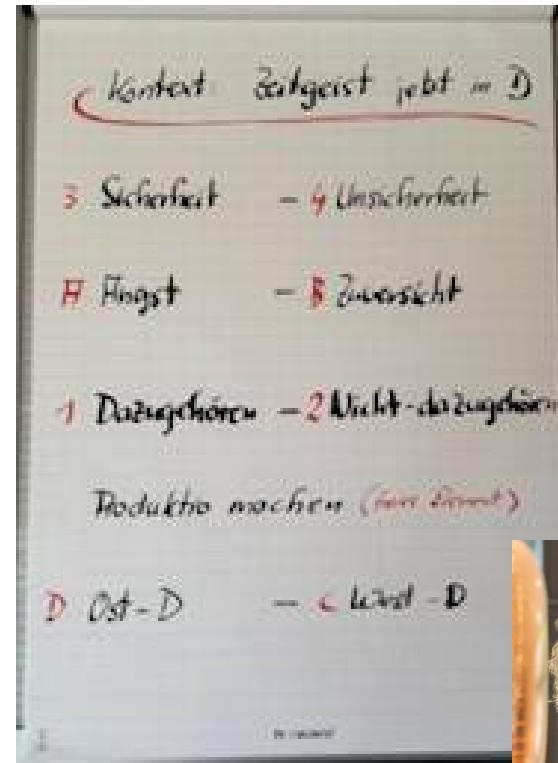 Kontext: Zeitgeist jetzt in D
3 Sicherheit - 4 Unsicherheit
A Angst - B Zuversicht
1 Dazugehören - 2 Nicht-dazugehören
Produktiv machen
D Ost-D - C West-D